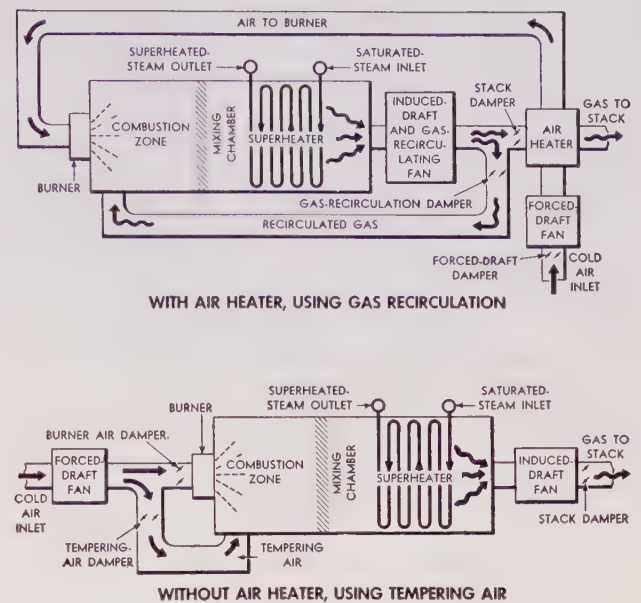 AIR TO BURNER
SUPERHEATED-
STEAM OUTLET
SATURATED-
STEAM INLET
STACK
DAMPER
GAS TO
STACK
COMBUSTION
ZONE
MIXING
CHAMBER
SUPERHEATER
INDUCED-
DRAFT
AND GAS-
RECIRCU-
LATING
FAN
AIR
HEATER
BURNER
GAS-RECIRCULATION
DAMPER
RECIRCULATED GAS
FORCED-
DRAFT
FAN
FORCED-DRAFT
DAMPER
COLD
AIR
INLET
WITH AIR HEATER, USING GAS RECIRCULATION
SUPERHEATED-
STEAM OUTLET
SATURATED-
STEAM INLET
BURNER
BURNER AIR DAMPER.
FORCED-
DRAFT
FAN
COMBUSTION
ZONE
MIXING
CHAMBER
SUPERHEATER
INDUCED-
DRAFT
FAN
GAS TO
STACK
COLD
AIR
INLET
STACK DAMPER
TEMPERING-
AIR DAMPER
TEMPERING
AIR
WITHOUT AIR HEATER, USING TEMPERING AIR